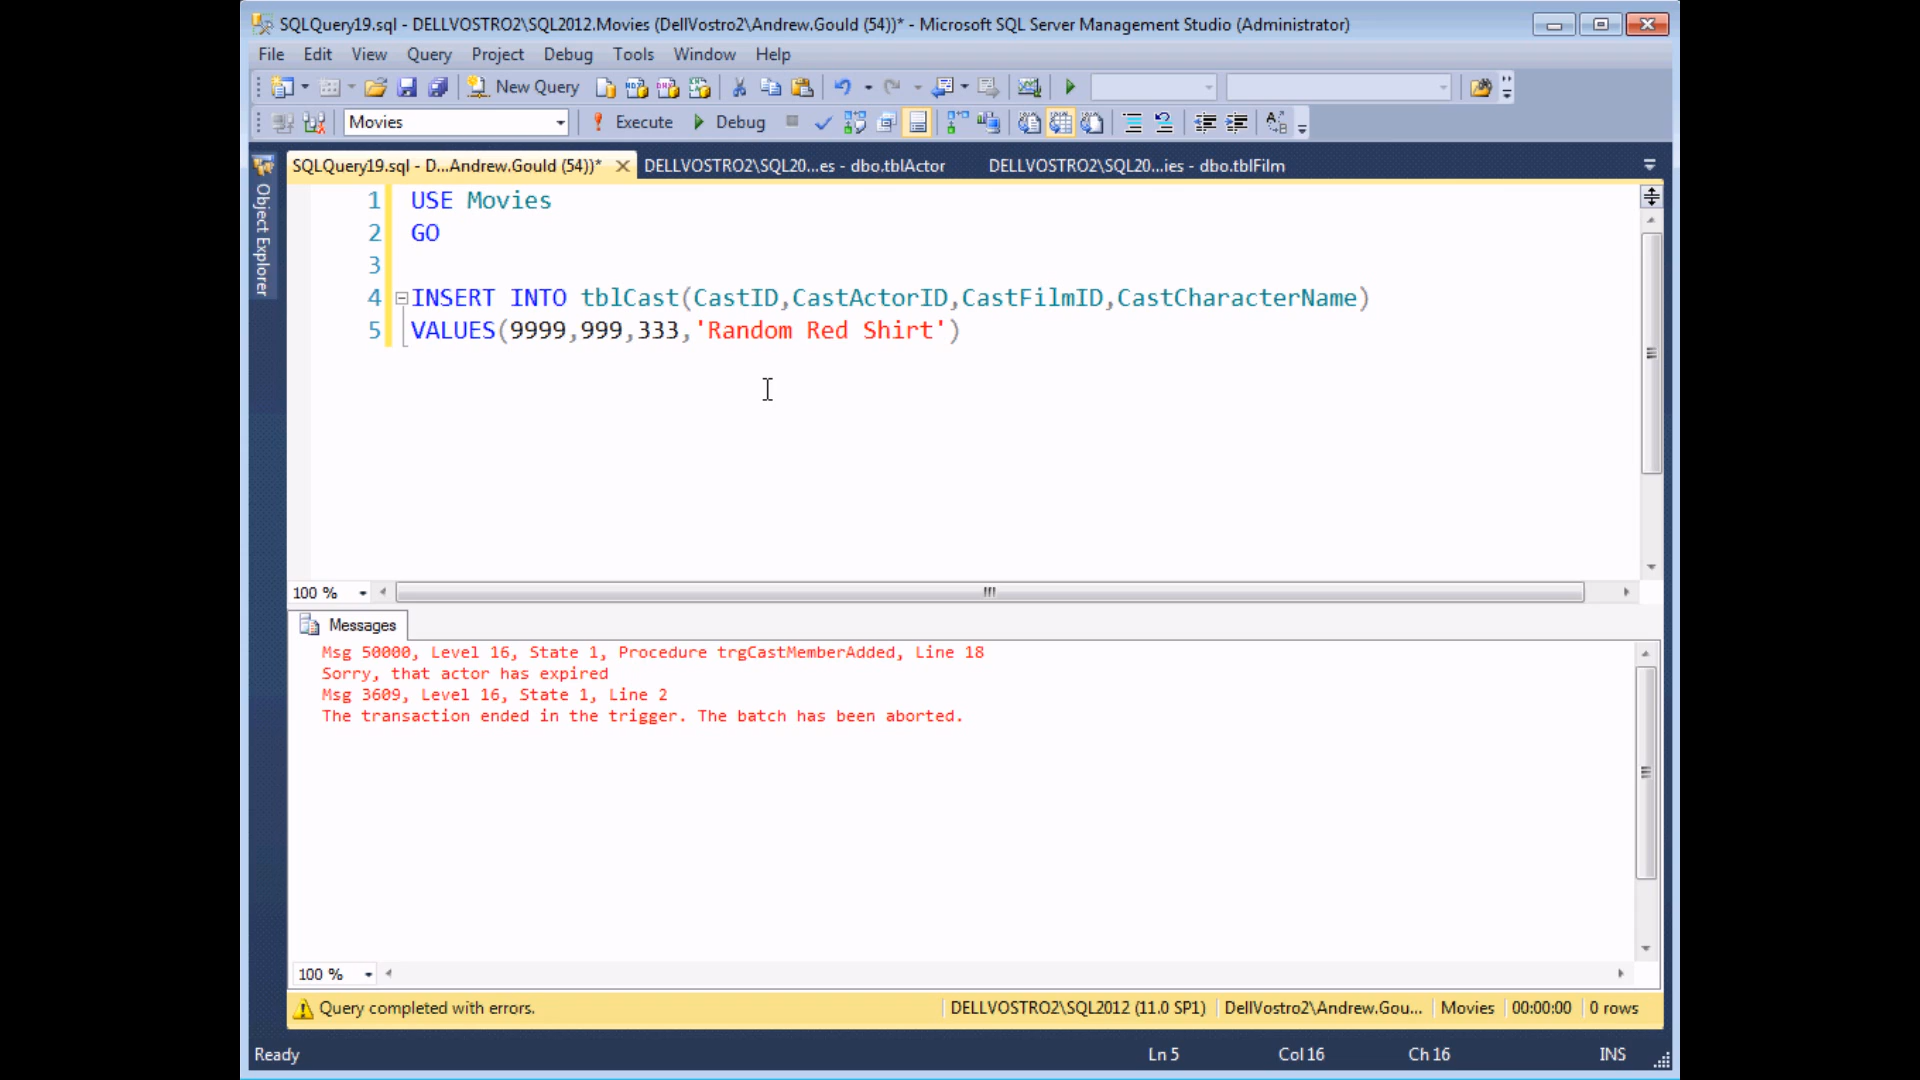 SQLQuery19.sql - DELLVOSTRO2\SQL2012.Movies (DellVostro2\Andrew.Gould (54))* - Microsoft SQL Server Management Studio (Administrator)
File Edit View Query Project Debug Tools Window Help
New Query
Movies Execute Debug
SQLQuery19.sql - D...Andrew.Gould (54))* DELLVOSTRO2\SQL20...es - dbo.tblActor DELLVOSTRO2\SQL20...ies - dbo.tblFilm
Object Explorer
1 USE Movies
2 GO
3
4 INSERT INTO tblCast(CastID,CastActorID,CastFilmID,CastCharacterName)
5 VALUES(9999,999,333,'Random Red Shirt')
100 %
Messages
Msg 50000, Level 16, State 1, Procedure trgCastMemberAdded, Line 18
Sorry, that actor has expired
Msg 3609, Level 16, State 1, Line 2
The transaction ended in the trigger. The batch has been aborted.
100 %
Query completed with errors. DELLVOSTRO2\SQL2012 (11.0 SP1) DellVostro2\Andrew.Gou... Movies 00:00:00 0 rows
Ready Ln 5 Col 16 Ch 16 INS